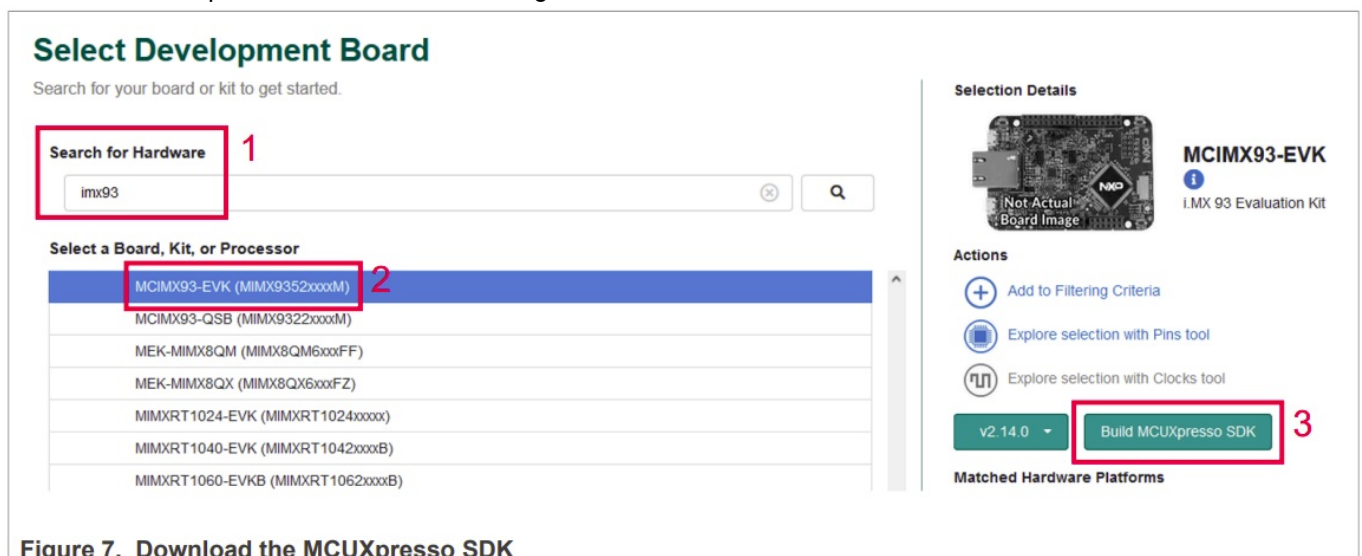 Select Development Board
Search for your board or kit to get started.
Search for Hardware
1
imx93
Select a Board, Kit, or Processor
MCIMX93-EVK (MIMX9352xxxxM)
2
MCIMX93-QSB (MIMX9322xxxxM)
MEK-MIMX8QM (MIMX8QM6xxxFF)
MEK-MIMX8QX (MIMX8QX6xxxFZ)
MIMXRT1024-EVK (MIMXRT1024xxxxx)
MIMXRT1040-EVK (MIMXRT1042xxxxB)
MIMXRT1060-EVKB (MIMXRT1062xxxxB)
Selection Details
NXP
Not Actual
Board Image
MCIMX93-EVK
i.MX 93 Evaluation Kit
Actions
Add to Filtering Criteria
Explore selection with Pins tool
Explore selection with Clocks tool
v2.14.0
Build MCUXpresso SDK
3
Matched Hardware Platforms
Figure 7. Download the MCUXpresso SDK